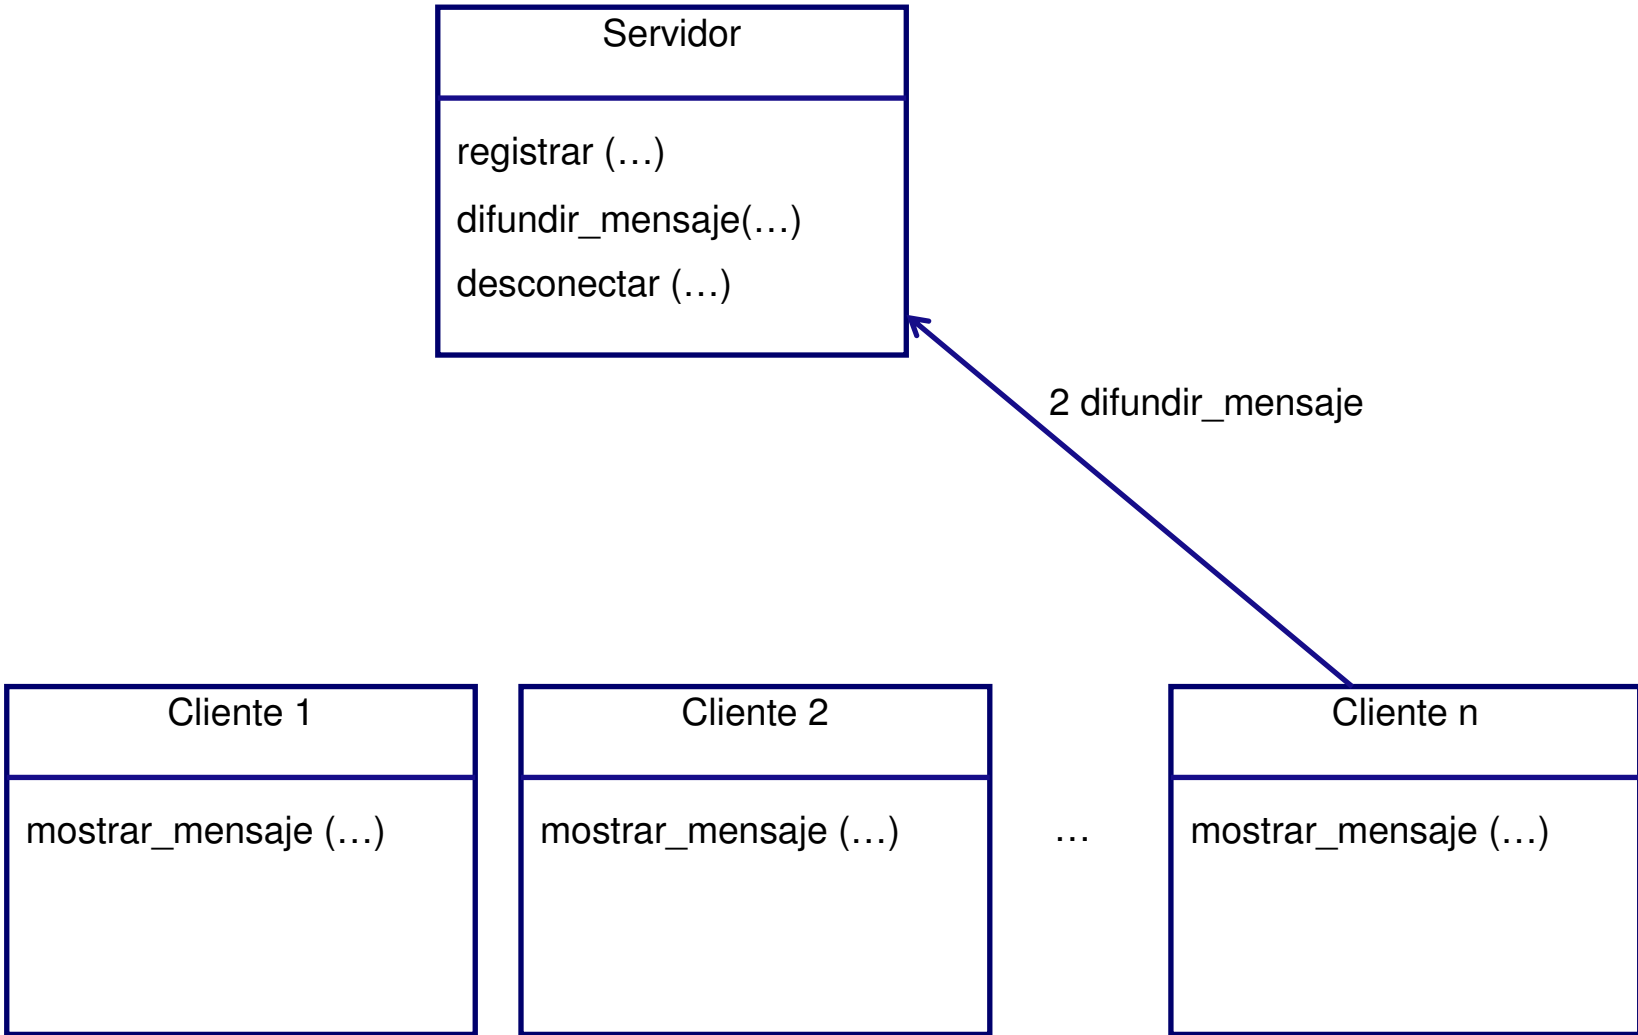 Servidor
registrar (…)
difundir_mensaje(…)
desconectar (…)
2 difundir_mensaje
Cliente 1
Cliente 2
Cliente n
mostrar_mensaje (…)
mostrar_mensaje (…)
…
mostrar_mensaje (…)